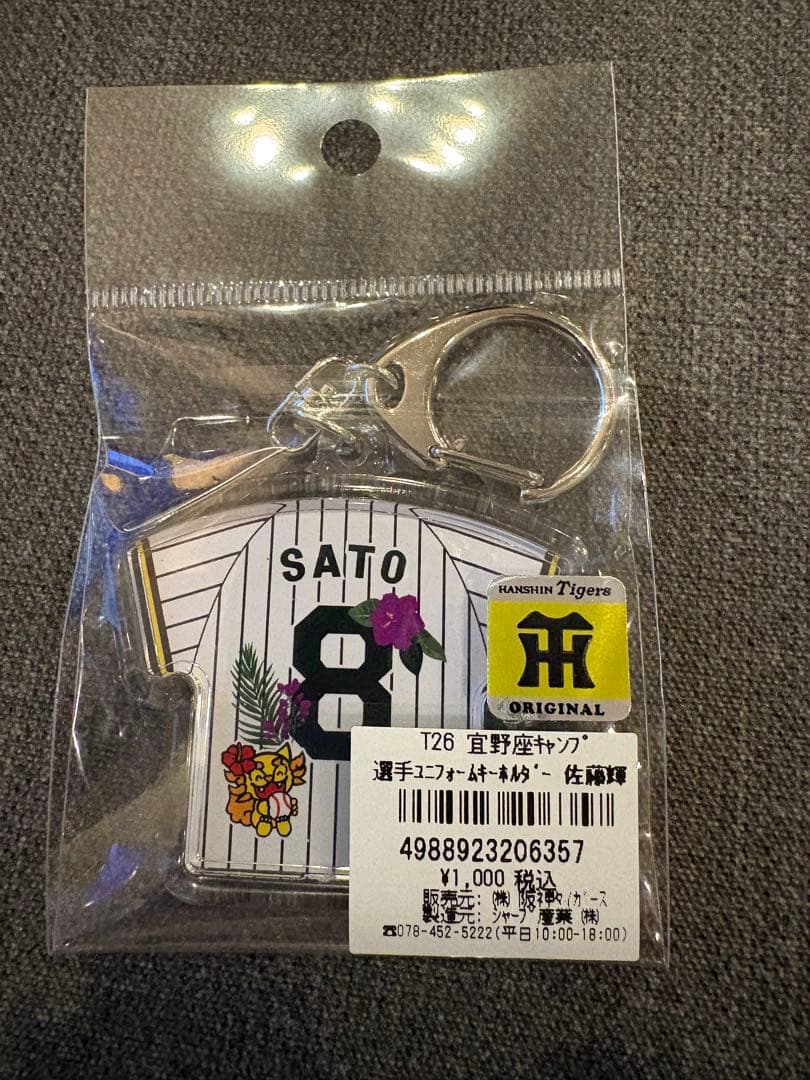 SATO
8
HANSHIN Tigers
TH
ORIGINAL
T26 宜野座キャンプ
選手ユニフォームキーホルダー 佐藤輝
4988923206357
¥1,000 税込
販売元: (株) 阪神タイガース
製造元: シャープ産業 (株)
☎078-452-5222(平日10:00-18:00)